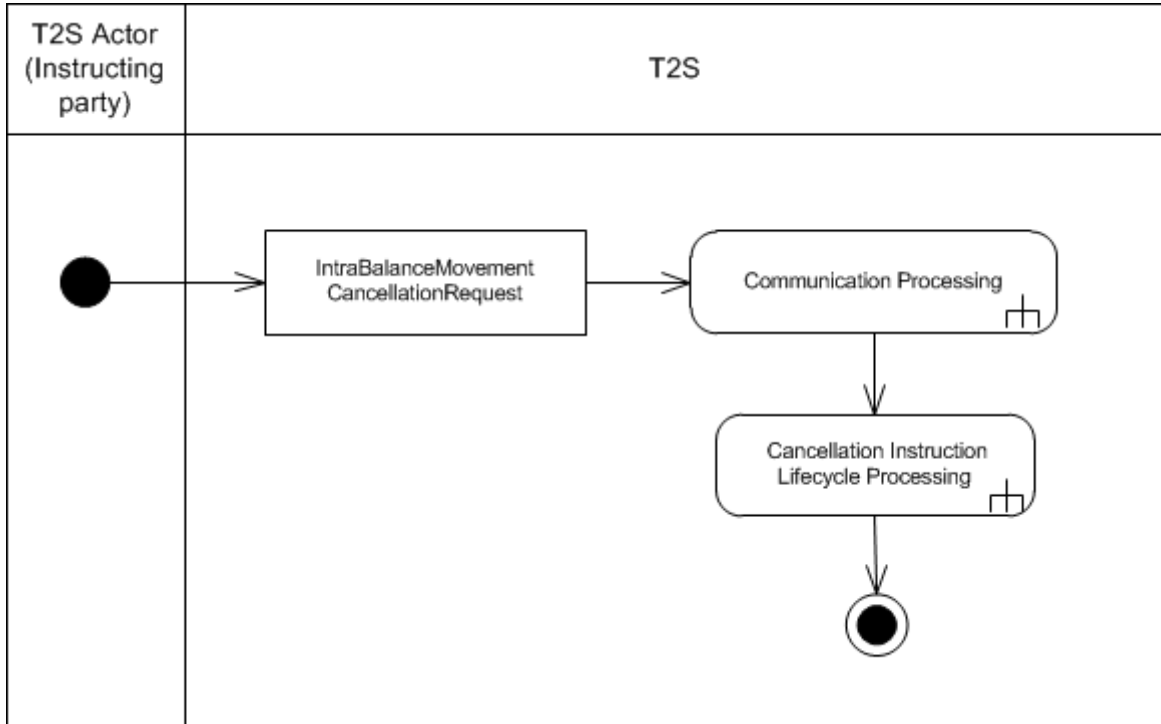 T2S Actor
(Instructing
party)
T2S
IntraBalanceMovement
CancellationRequest
Communication Processing
Cancellation Instruction
Lifecycle Processing